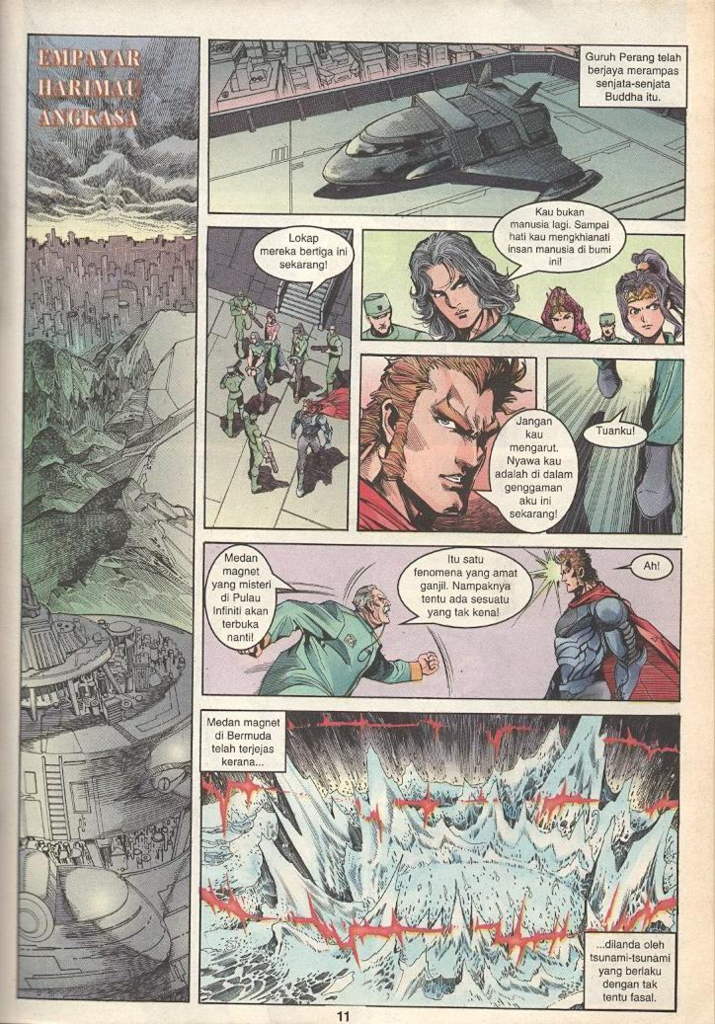 EMPAYAR
HARIMAU
ANGKASA
Guruh Perang telah
berjaya merampas
senjata-senjata
Buddha itu.
Lokap
mereka bertiga ini
sekarang!
Kau bukan
manusia lagi. Sampai
hati kau mengkhianati
insan manusia di bumi
ini!
Jangan
kau
mengarut.
Nyawa kau
adalah di dalam
genggaman
aku ini
sekarang!
Tuanku!
Medan
magnet
yang misteri
di Pulau
Infiniti akan
terbuka
nanti!
Itu satu
fenomena yang amat
ganjil. Nampaknya
tentu ada sesuatu
yang tak kena!
Ah!
Medan magnet
di Bermuda
telah terjejas
kerana...
...dilanda oleh
tsunami-tsunami
yang berlaku
dengan tak
tentu fasal.
11